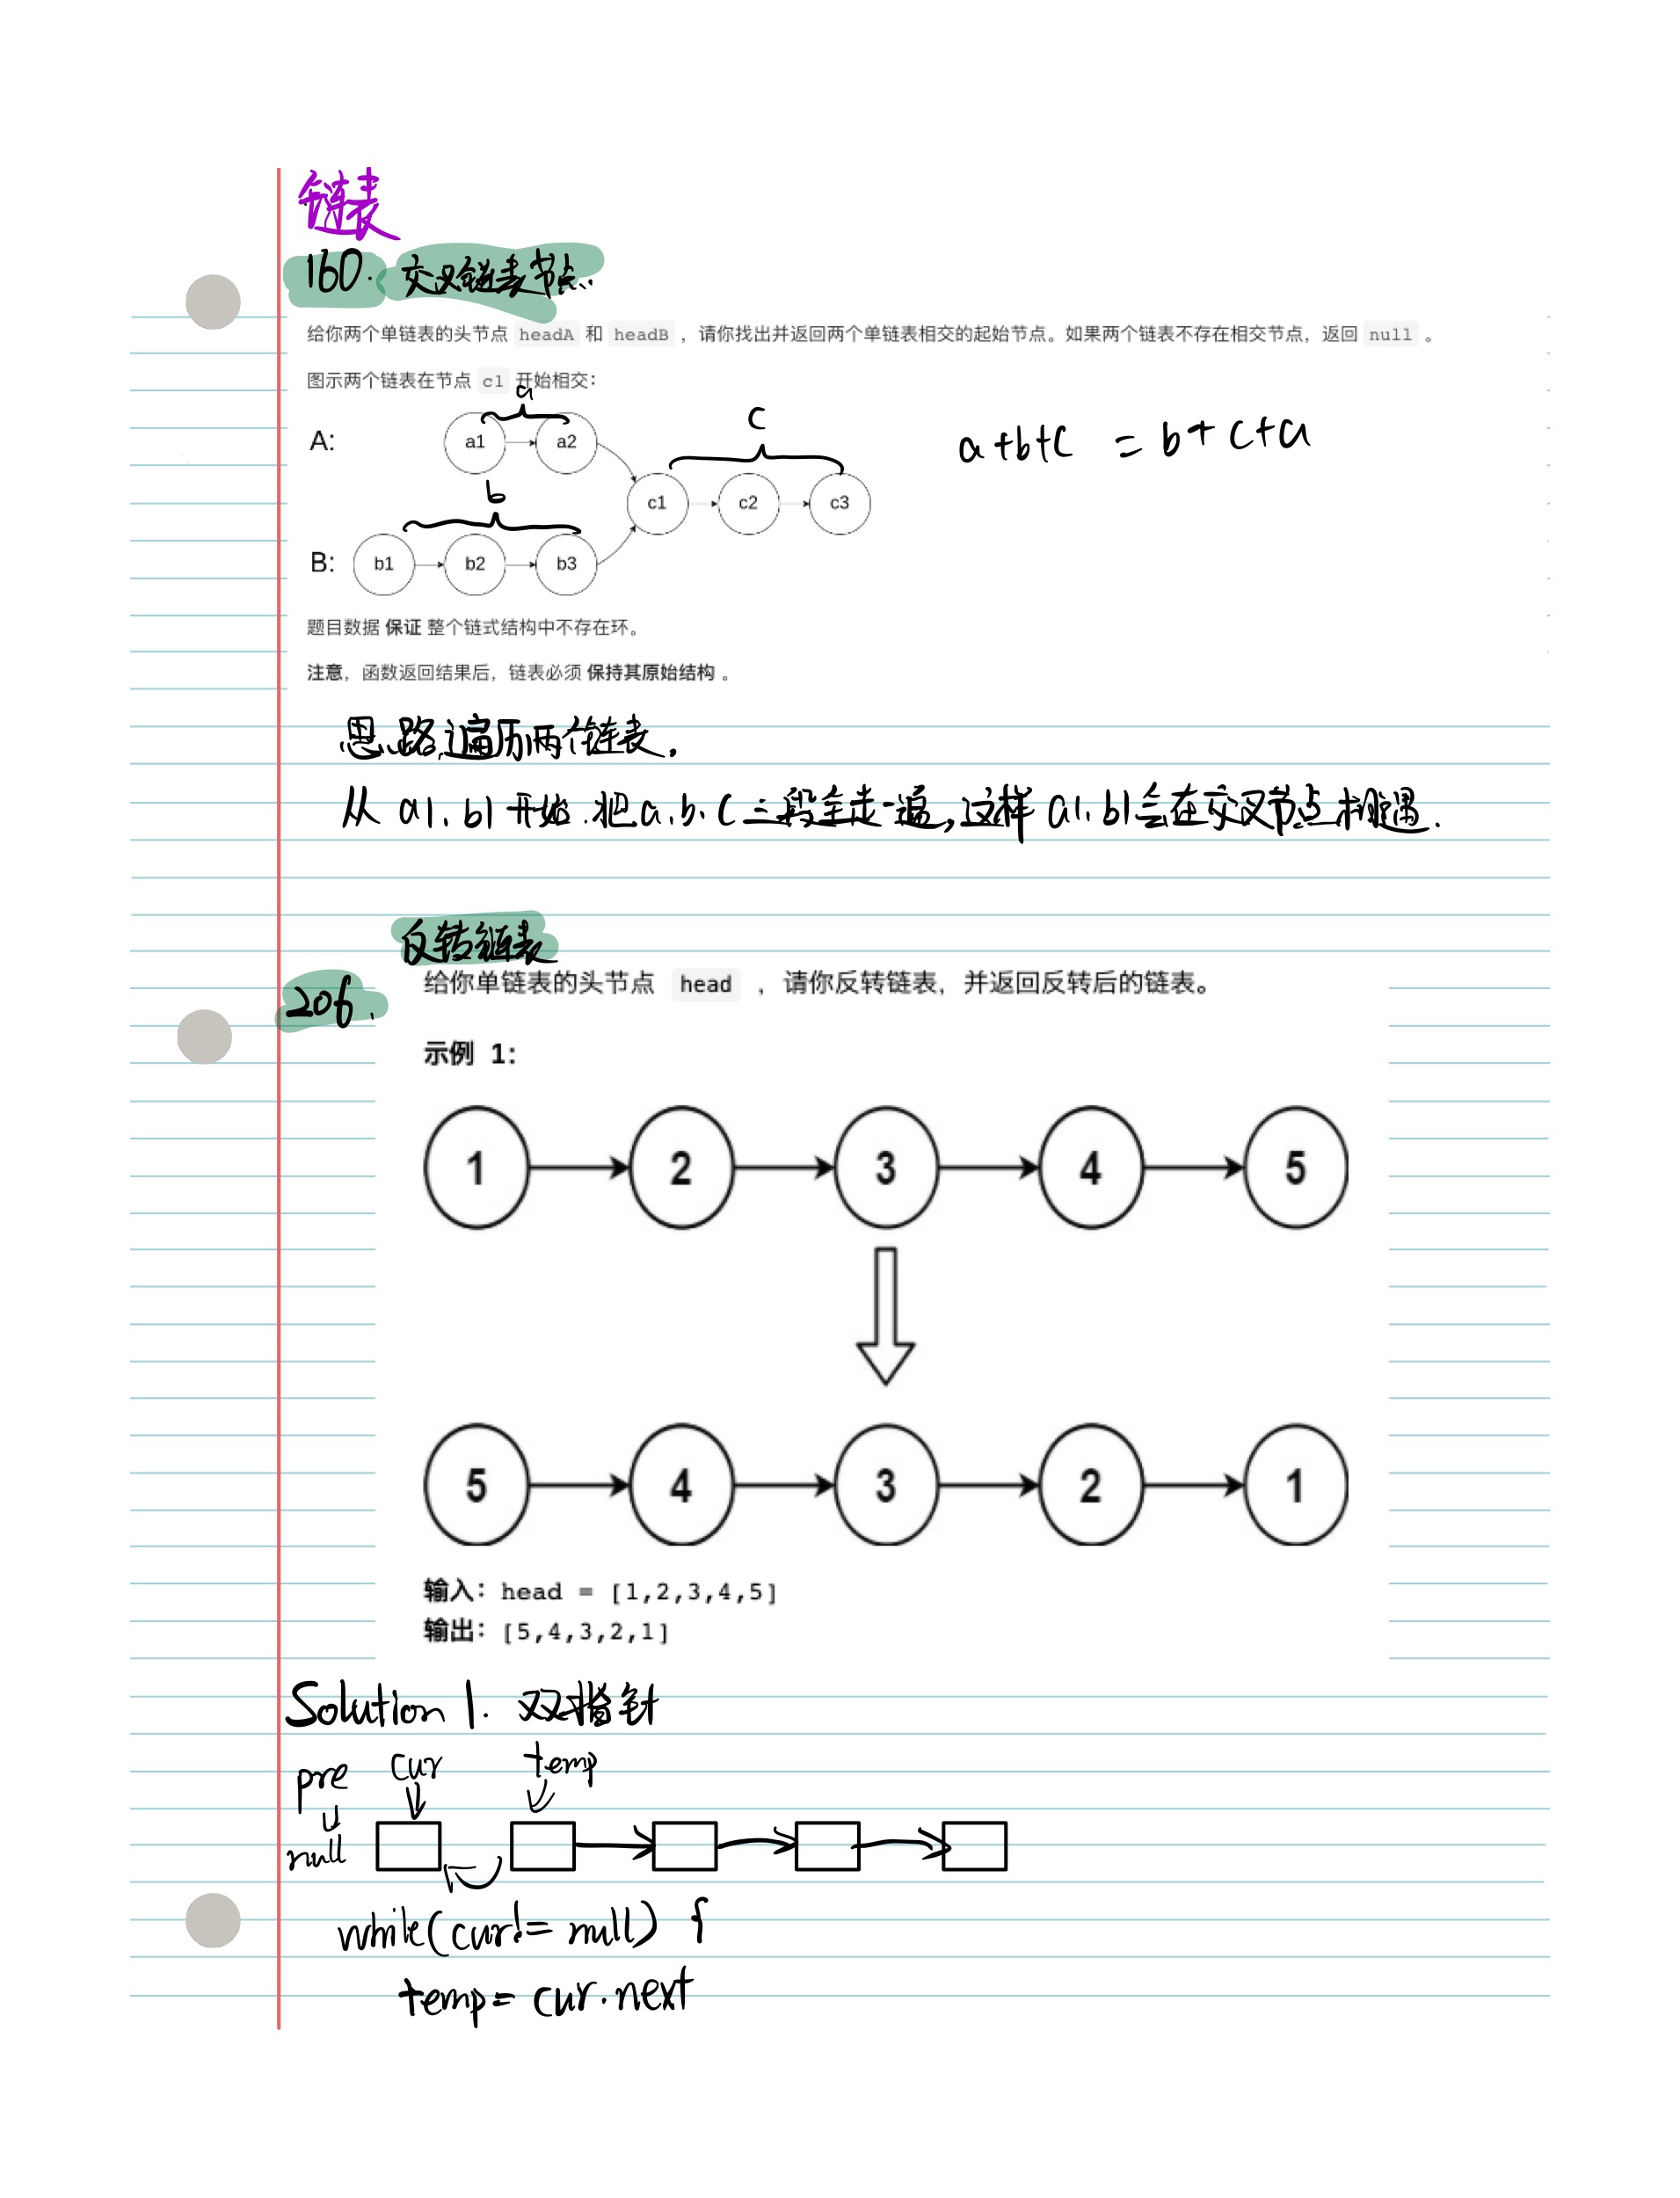 链表
160. 交叉链表节点.
给你两个单链表的头节点 headA 和 headB ，请你找出并返回两个单链表相交的起始节点。如果两个链表不存在相交节点，返回 null 。
图示两个链表在节点 c1 开始相交：
a
c
A: a1 a2
a+b+c = b+c+a
b
c1 c2 c3
B: b1 b2 b3
题目数据 保证 整个链式结构中不存在环。
注意，函数返回结果后，链表必须 保持其原始结构 。
思路,遍历两个链表.
从 a1. b1 开始.把a.b.c三段全走一遍,这样 a1. b1会在交叉节点相遇.
反转链表
206.
给你单链表的头节点 head ，请你反转链表，并返回反转后的链表。
示例 1：
1 2 3 4 5
5 4 3 2 1
输入：head = [1,2,3,4,5]
输出：[5,4,3,2,1]
Solution 1. 双指针
pre cur temp
null
while(cur!= null) {
temp= cur.next